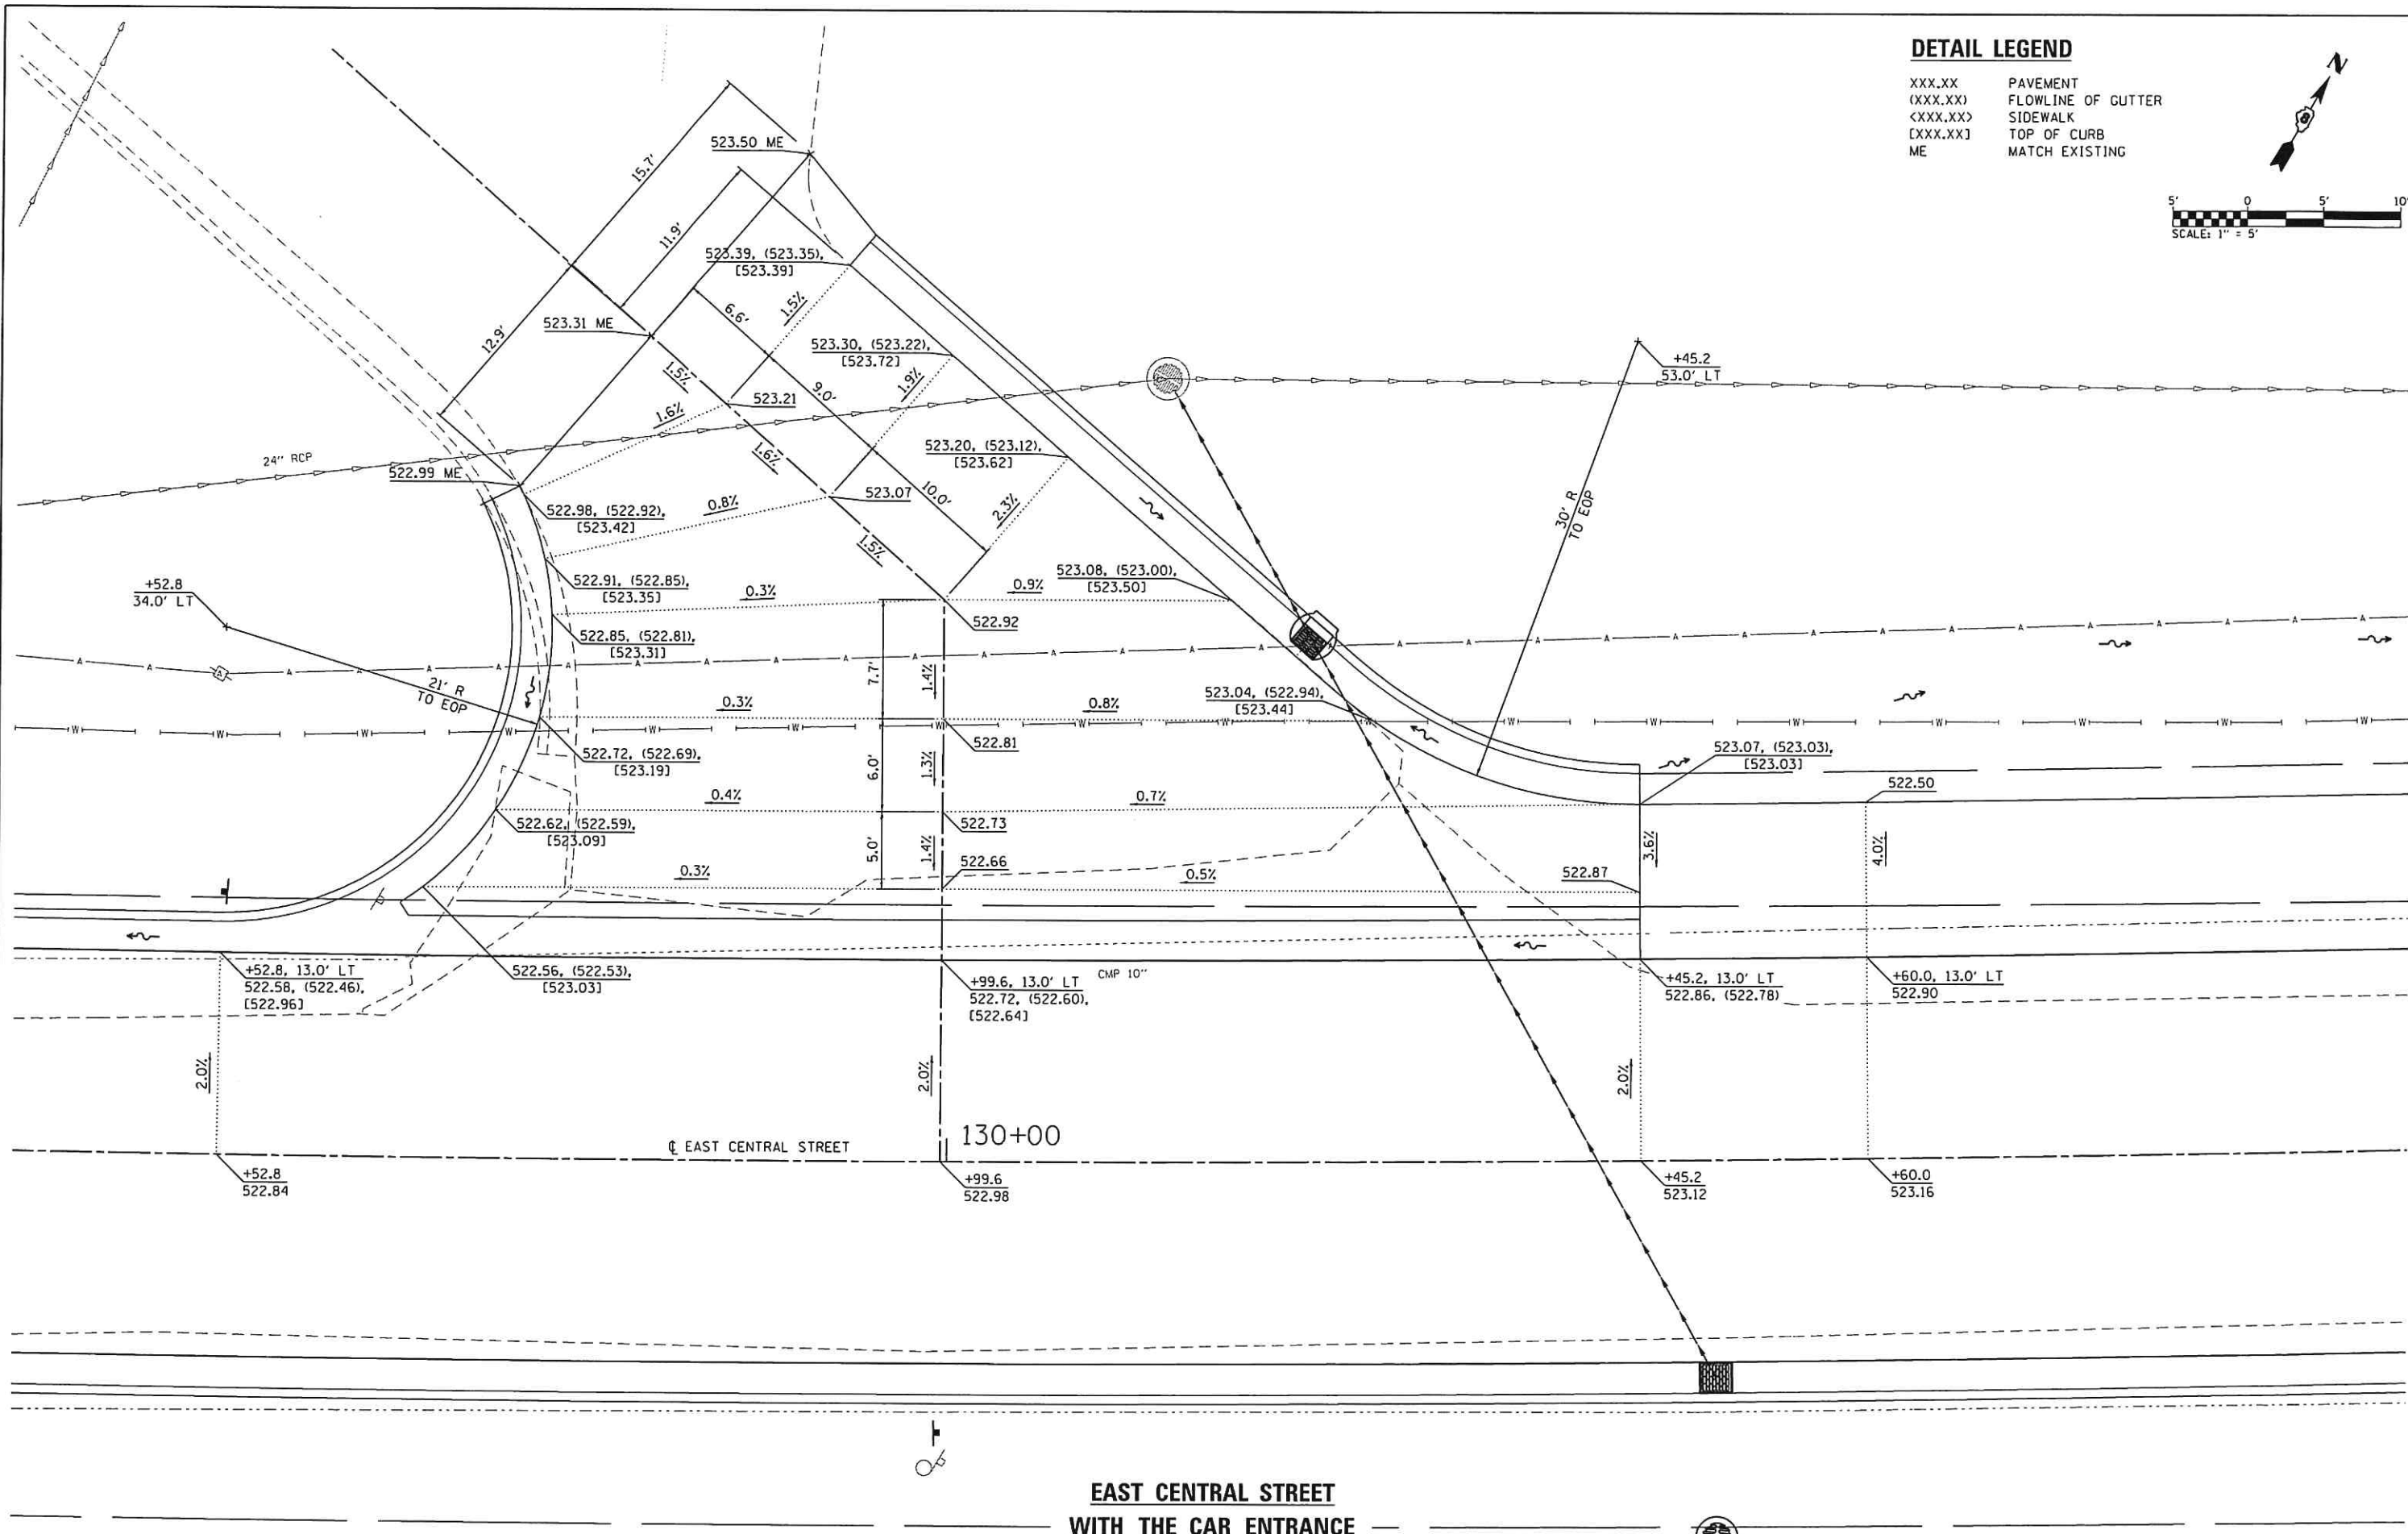 DETAIL LEGEND
XXX.XX PAVEMENT
(XXX.XX) FLOWLINE OF GUTTER
<XXX.XX> SIDEWALK
[XXX.XX] TOP OF CURB
ME MATCH EXISTING
N
5' 0 5' 10'
SCALE: 1" = 5'
15.7'
523.50 ME
11.9'
523.39, (523.35),
[523.39]
12.9'
523.31 ME
6.6'
1.5%
523.30, (523.22),
[523.72]
1.5%
9.0'
1.9%
523.21
1.6%
+45.2
53.0' LT
24" RCP
522.99 ME
1.6%
523.20, (523.12),
[523.62]
523.07
10.0'
2.3%
0.8%
522.98, (522.92),
[523.42]
30' R
TO EOP
1.5%
522.91, (522.85),
[523.35]
523.08, (523.00),
[523.50]
0.3%
0.9%
+52.8
34.0' LT
522.92
522.85, (522.81),
[523.31]
A A A A A A A A A A A A A A A A A A
7.7'
1.4%
21' R
TO EOP
0.3%
0.8%
523.04, (522.94),
[523.44]
W W W W W W W W W W W W W W W W W
522.81
522.72, (522.69),
[523.19]
523.07, (523.03),
[523.03]
6.0'
1.3%
522.50
0.4%
0.7%
522.62, (522.59),
[523.09]
522.73
5.0'
1.4%
3.6%
4.0%
522.66
0.3%
0.5%
522.87
+52.8, 13.0' LT
522.58, (522.46),
[522.96]
522.56, (522.53),
[523.03]
+99.6, 13.0' LT
522.72, (522.60),
[522.64]
CMP 10"
+45.2, 13.0' LT
522.86, (522.78)
+60.0, 13.0' LT
522.90
2.0%
2.0%
2.0%
130+00
℄ EAST CENTRAL STREET
+52.8
522.84
+99.6
522.98
+45.2
523.12
+60.0
523.16
EAST CENTRAL STREET
WITH THE CAR ENTRANCE